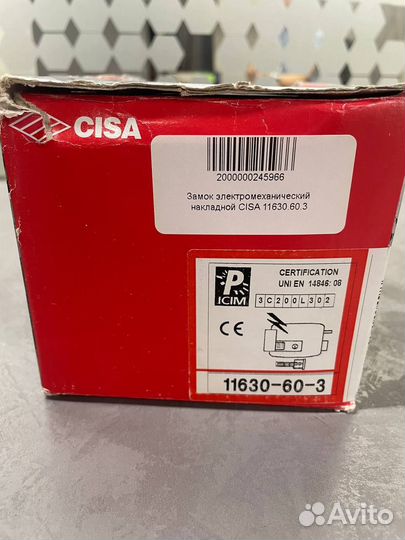 CISA
2000000245966
Замок электромеханический
накладной CISA 11630.60.3
P
ICIM
CERTIFICATION
UNI EN 14846:08
3C200L302
CE
11630-60-3
Avito